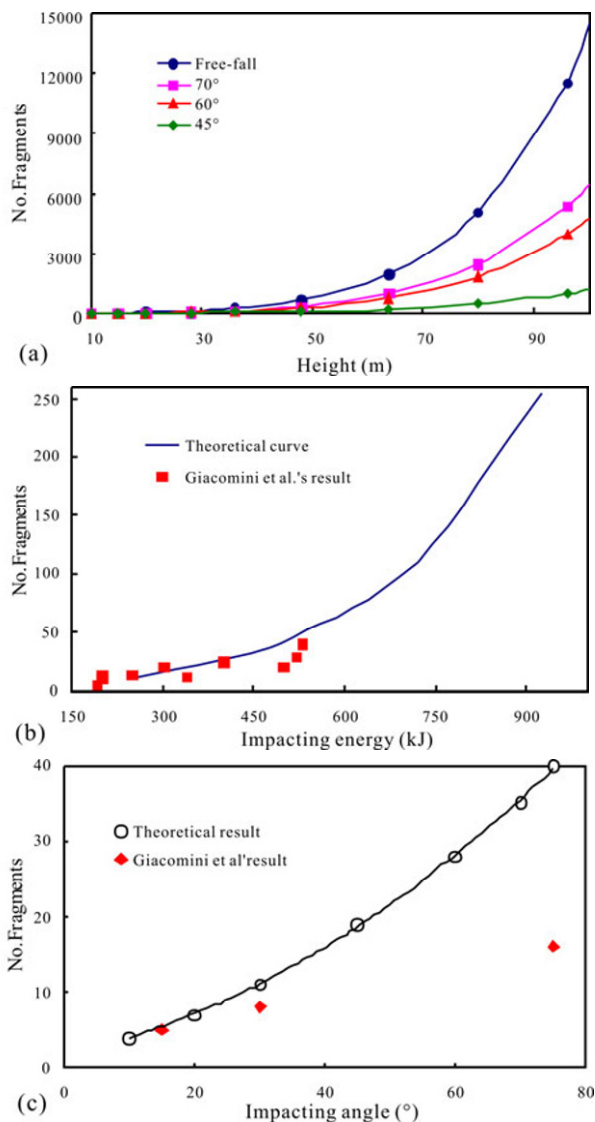 15000
12000
9000
6000
3000
0
No.Fragments
Free-fall
70°
60°
45°
10 30 50 70 90
(a) Height (m)
250
200
150
100
50
0
No.Fragments
Theoretical curve
Giacomini et al.'s result
150 300 450 600 750 900
(b) Impacting energy (kJ)
40
30
20
10
0
No.Fragments
Theoretical result
Giacomini et al'result
0 20 40 60 80
(c) Impacting angle (°)